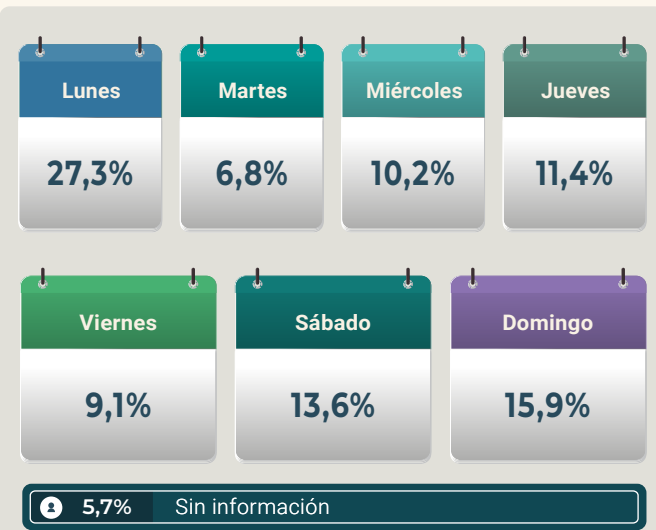 Lunes Martes Miércoles Jueves
27,3% 6,8% 10,2% 11,4%
Viernes Sábado Domingo
9,1% 13,6% 15,9%
5,7% Sin información